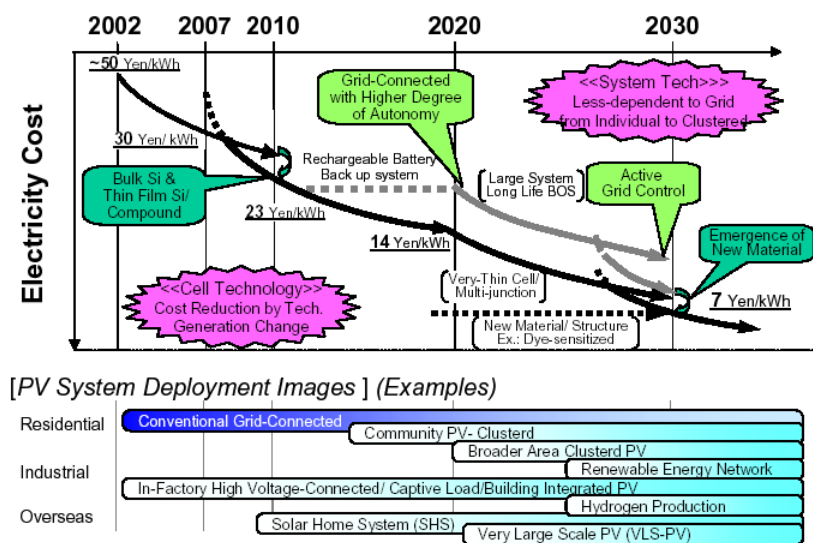 2002 2007 2010 2020 2030
~50 Yen/kWh
Grid-Connected
with Higher Degree
of Autonomy
<<System Tech>>>
Less-dependent to Grid
from Individual to Clustered
30 Yen/ kWh
Rechargeable Battery
Back up system
Large System
Long Life BOS
Active
Grid Control
Bulk Si &
Thin Film Si/
Compound
23 Yen/kWh
14 Yen/kWh
Emergence of
New Material
Electricity Cost
<<Cell Technology>>
Cost Reduction by Tech.
Generation Change
Very-Thin Cell/
Multi-junction
7 Yen/kWh
New Material/ Structure
Ex.: Dye-sensitized
[PV System Deployment Images ] (Examples)
Residential
Conventional Grid-Connected
Community PV- Clusterd
Broader Area Clusterd PV
Industrial
Renewable Energy Network
In-Factory High Voltage-Connected/ Captive Load/Building Integrated PV
Hydrogen Production
Overseas
Solar Home System (SHS)
Very Large Scale PV (VLS-PV)